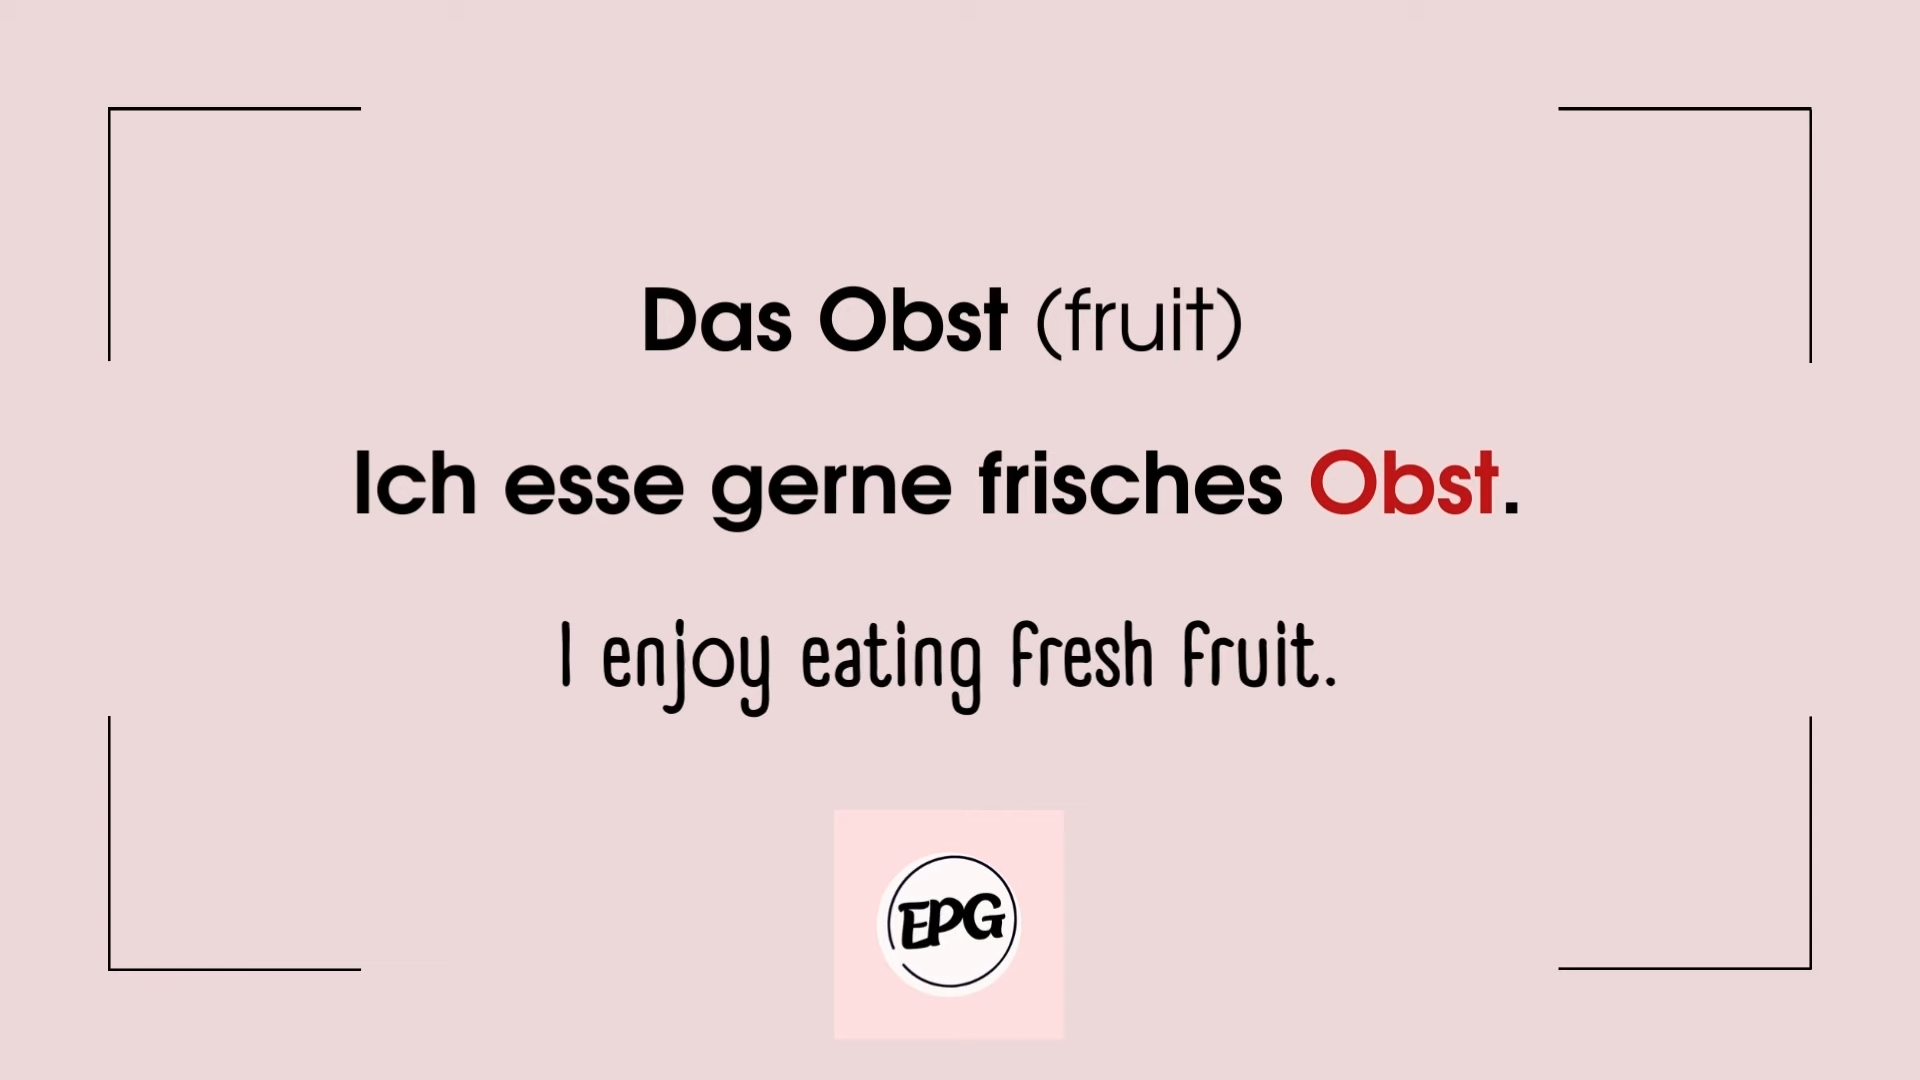 Das Obst (fruit)
Ich esse gerne frisches Obst.
I enjoy eating fresh fruit.
EPG